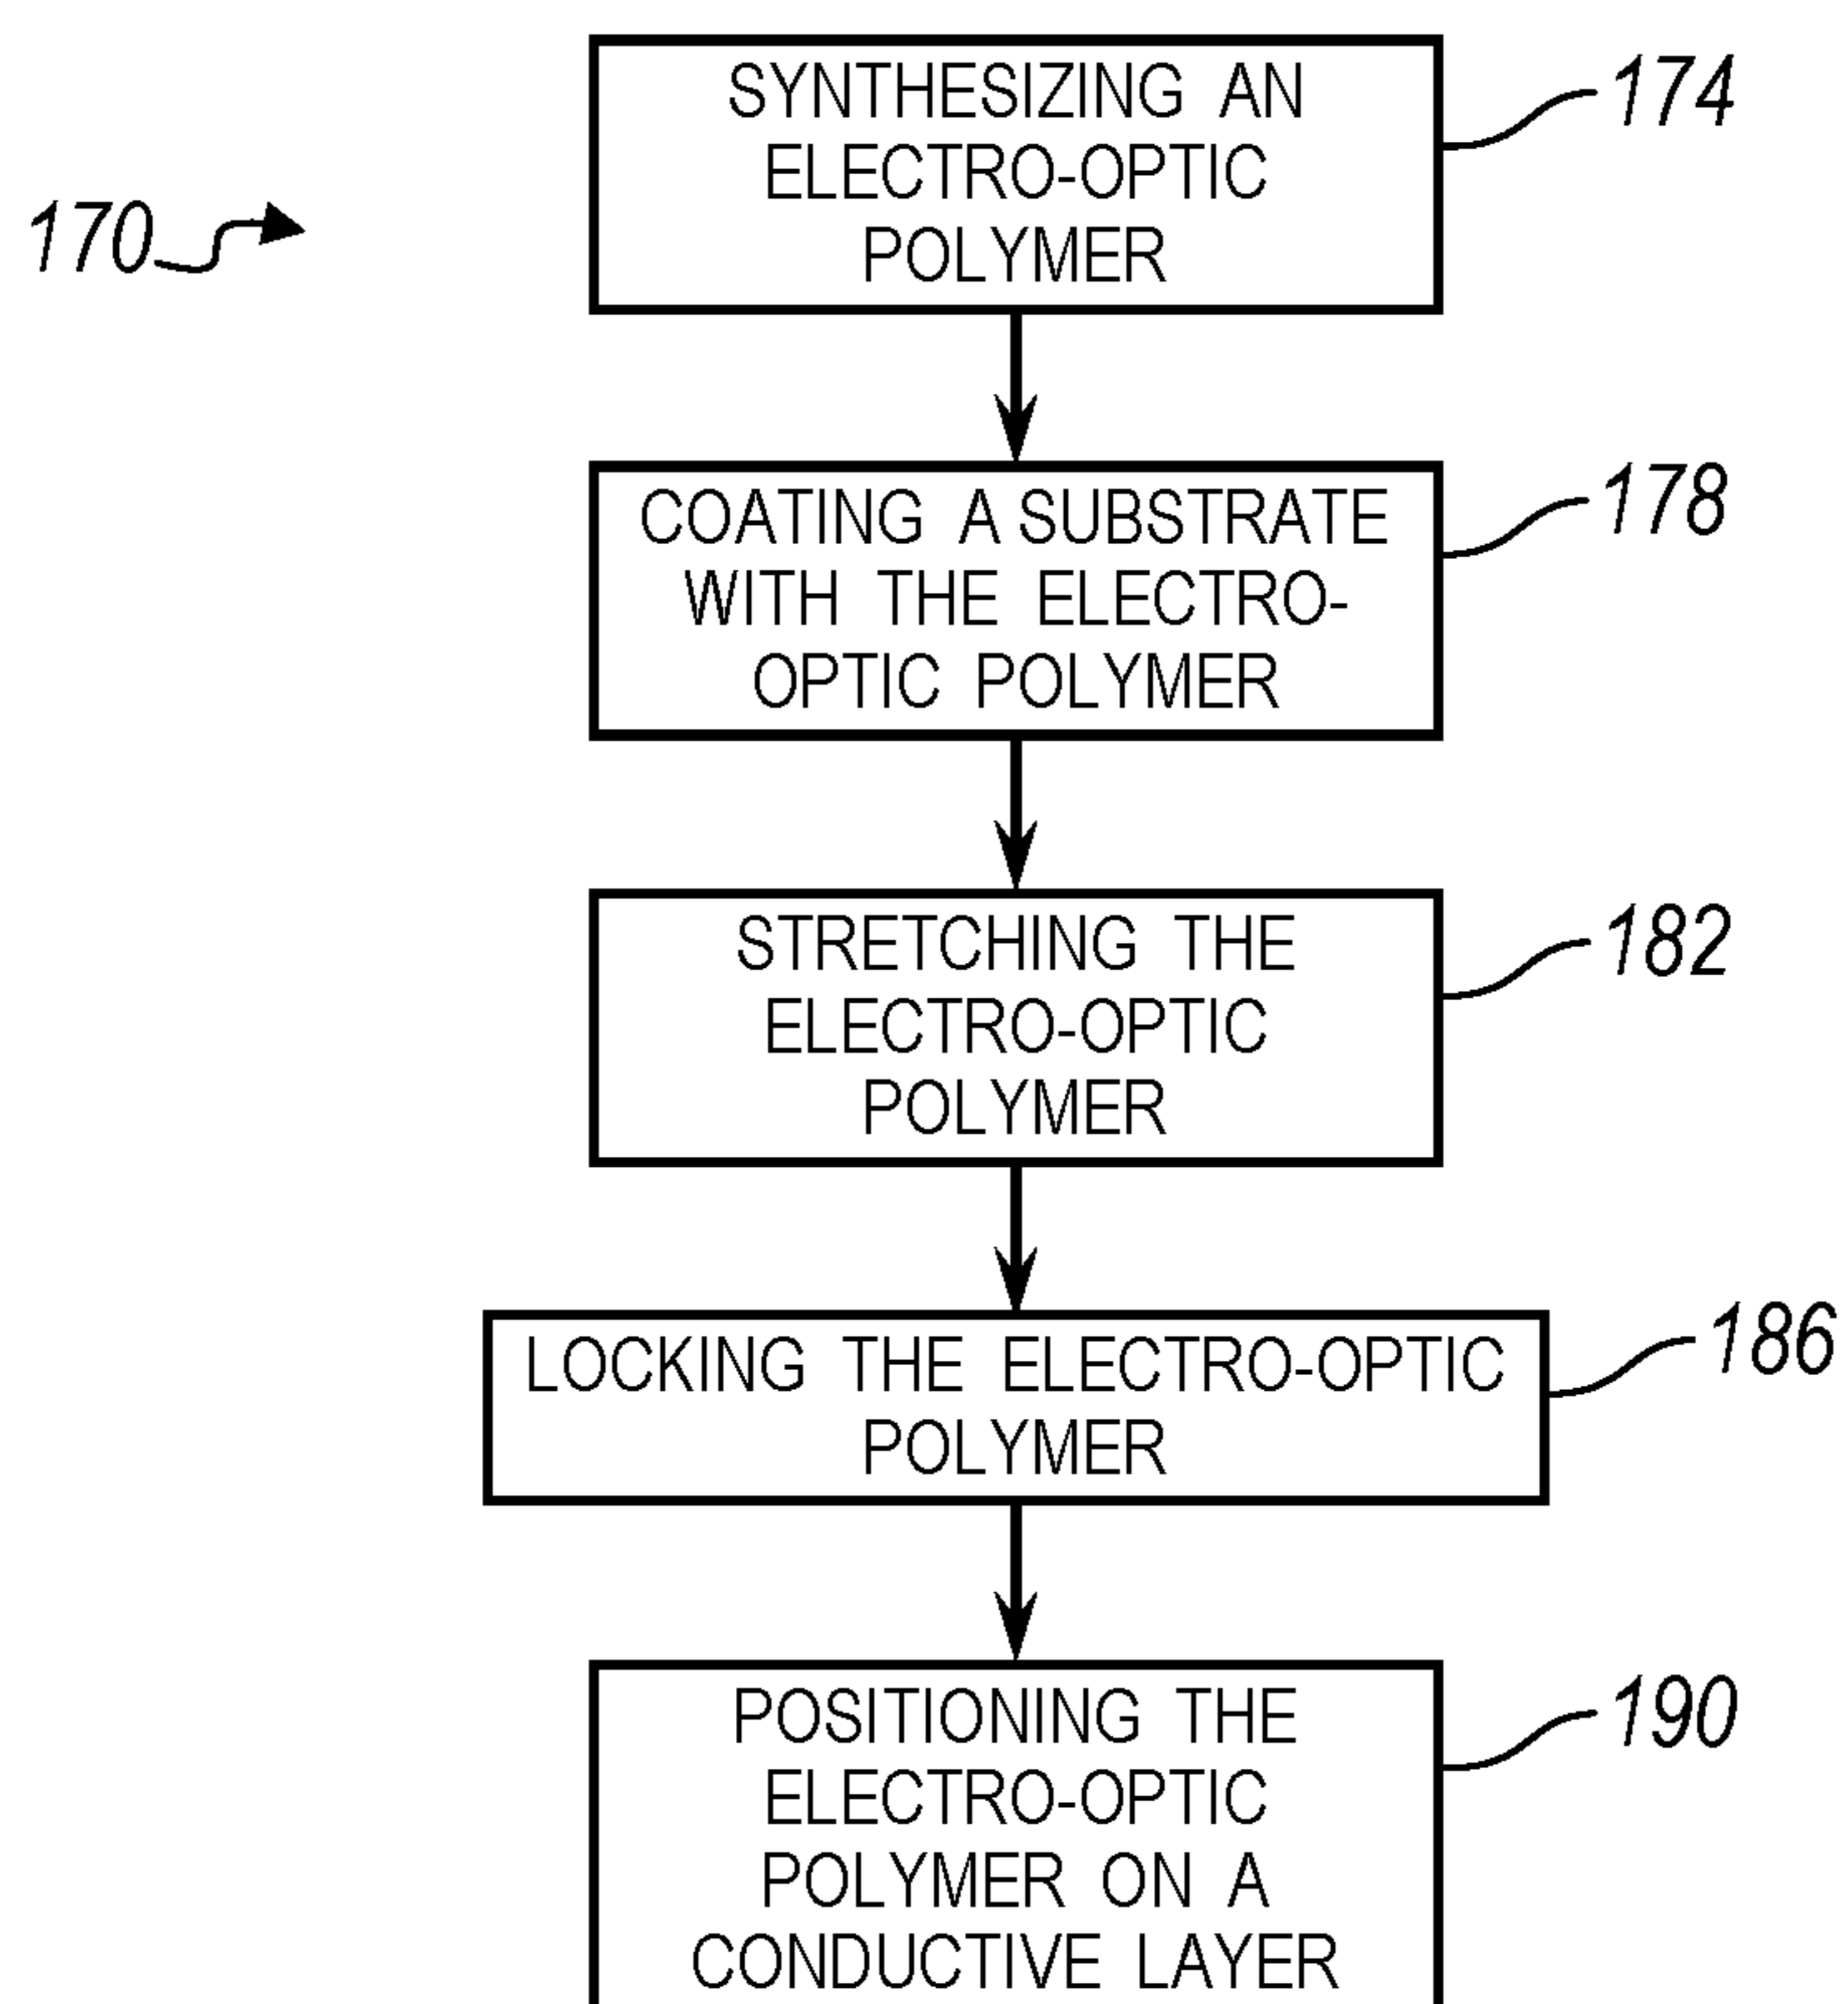 SYNTHESIZING AN
ELECTRO-OPTIC
POLYMER
174
170
COATING A SUBSTRATE
WITH THE ELECTRO-
OPTIC POLYMER
178
STRETCHING THE
ELECTRO-OPTIC
POLYMER
182
LOCKING THE ELECTRO-OPTIC
POLYMER
186
POSITIONING THE
ELECTRO-OPTIC
POLYMER ON A
CONDUCTIVE LAYER
190